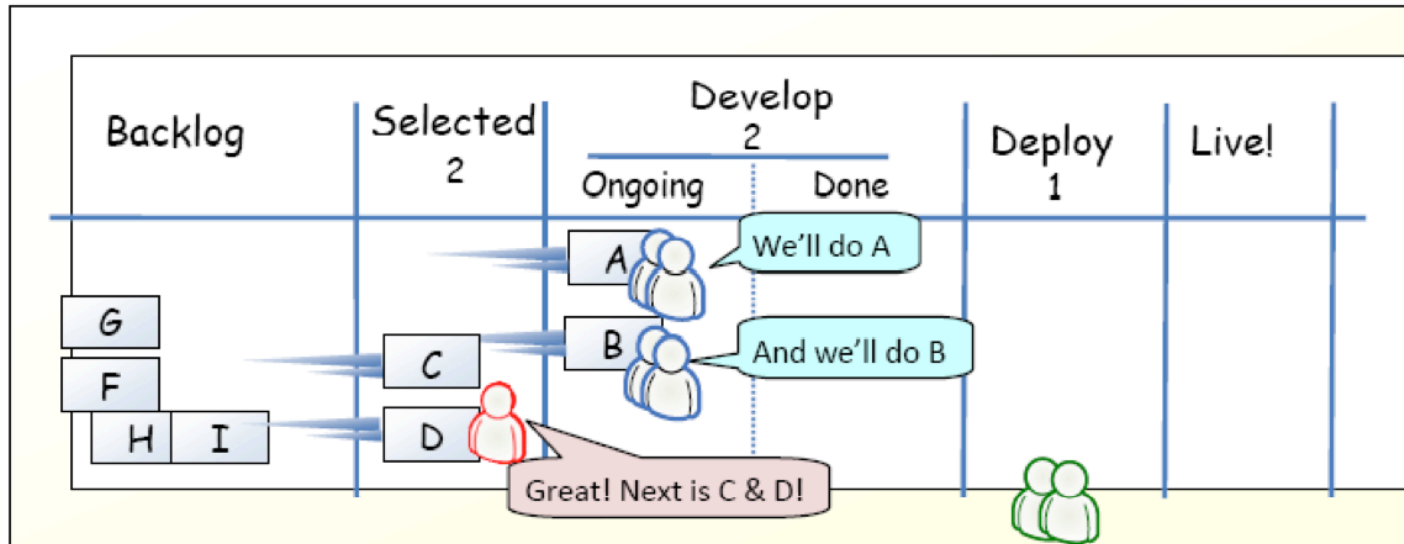 Backlog
Selected
2
Develop
2
Ongoing
Done
Deploy
1
Live!
A
We'll do A
G
C
B
And we'll do B
F
H
I
D
Great! Next is C & D!